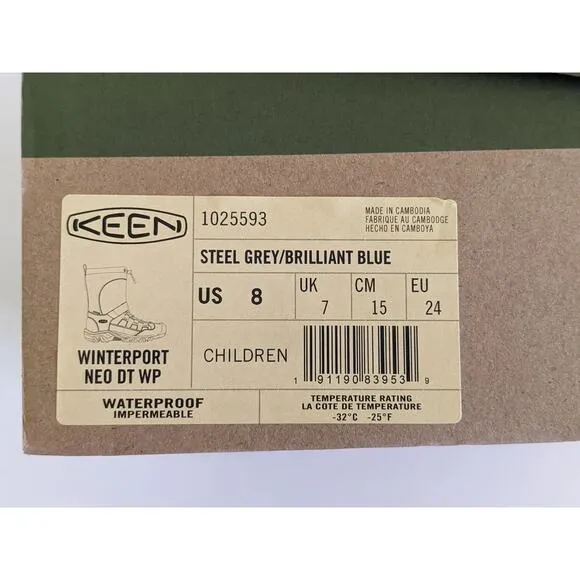 KEEN
1025593
MADE IN CAMBODIA
FABRIQUE AU CAMBODGE
HECHO EN CAMBOYA
STEEL GREY/BRILLIANT BLUE
US 8
UK 7
CM 15
EU 24
WINTERPORT
NEO DT WP
CHILDREN
1 91190 83953 9
WATERPROOF
IMPERMEABLE
TEMPERATURE RATING
LA COTE DE TEMPERATURE
-32°C -25°F